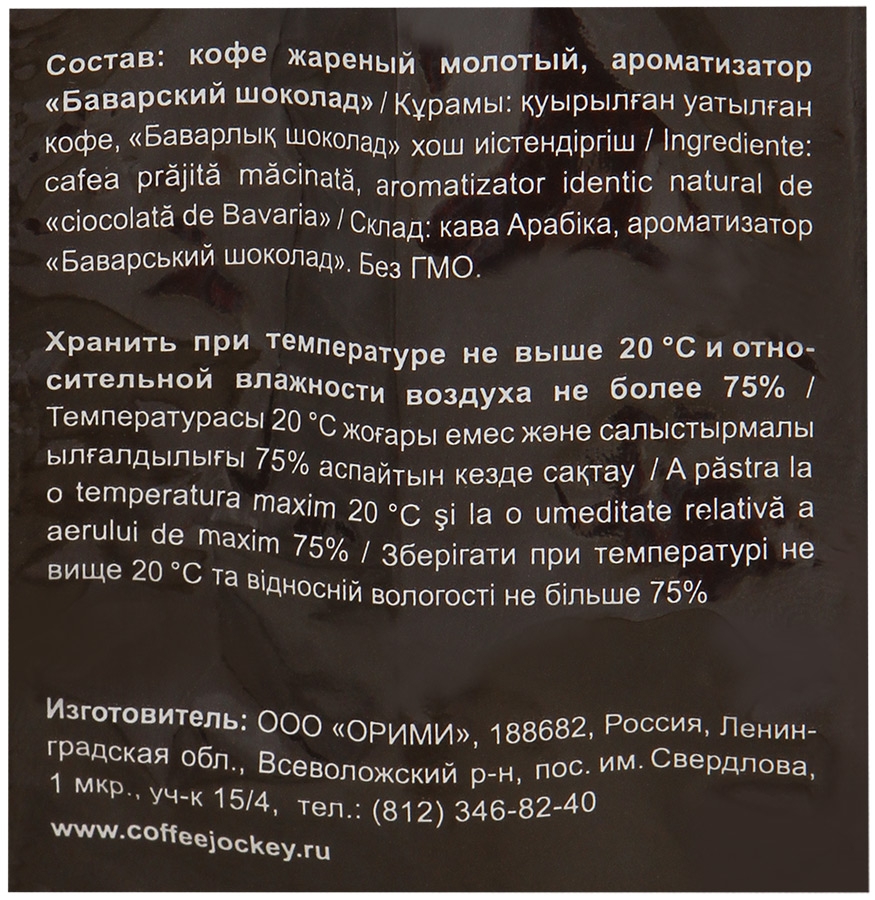 Состав: кофе жареный молотый, ароматизатор
«Баварский шоколад» / Құрамы: қуырылған уатылған
кофе, «Баварлық шоколад» хош иістендіргіш / Ingrediente:
cafea prăjită măcinată, aromatizator identic natural de
«ciocolată de Bavaria» / Склад: кава Арабіка, ароматизатор
«Баварський шоколад». Без ГМО.
Хранить при температуре не выше 20 °С и отно-
сительной влажности воздуха не более 75% /
Температурасы 20 °С жоғары емес және салыстырмалы
ылғалдылығы 75% аспайтын кезде сақтау / A păstra la
o temperatura maxim 20 °C şi la o umeditate relativă a
aerului de maxim 75% / Зберігати при температурі не
вище 20 °С та відносній вологості не більше 75%
Изготовитель: ООО «ОРИМИ», 188682, Россия, Ленин-
градская обл., Всеволожский р-н, пос. им. Свердлова,
1 мкр., уч-к 15/4, тел.: (812) 346-82-40
www.coffeejockey.ru